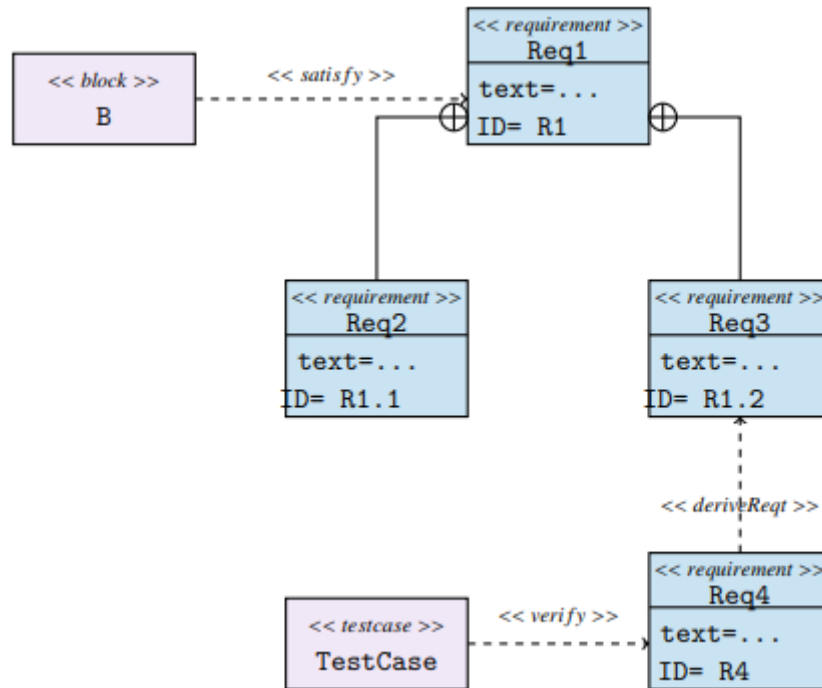 << requirement >>
Req1
text=...
ID= R1
<< block >>
B
<< satisfy >>
<< requirement >>
Req2
text=...
ID= R1.1
<< requirement >>
Req3
text=...
ID= R1.2
<< deriveReqt >>
<< requirement >>
Req4
text=...
ID= R4
<< testcase >>
TestCase
<< verify >>